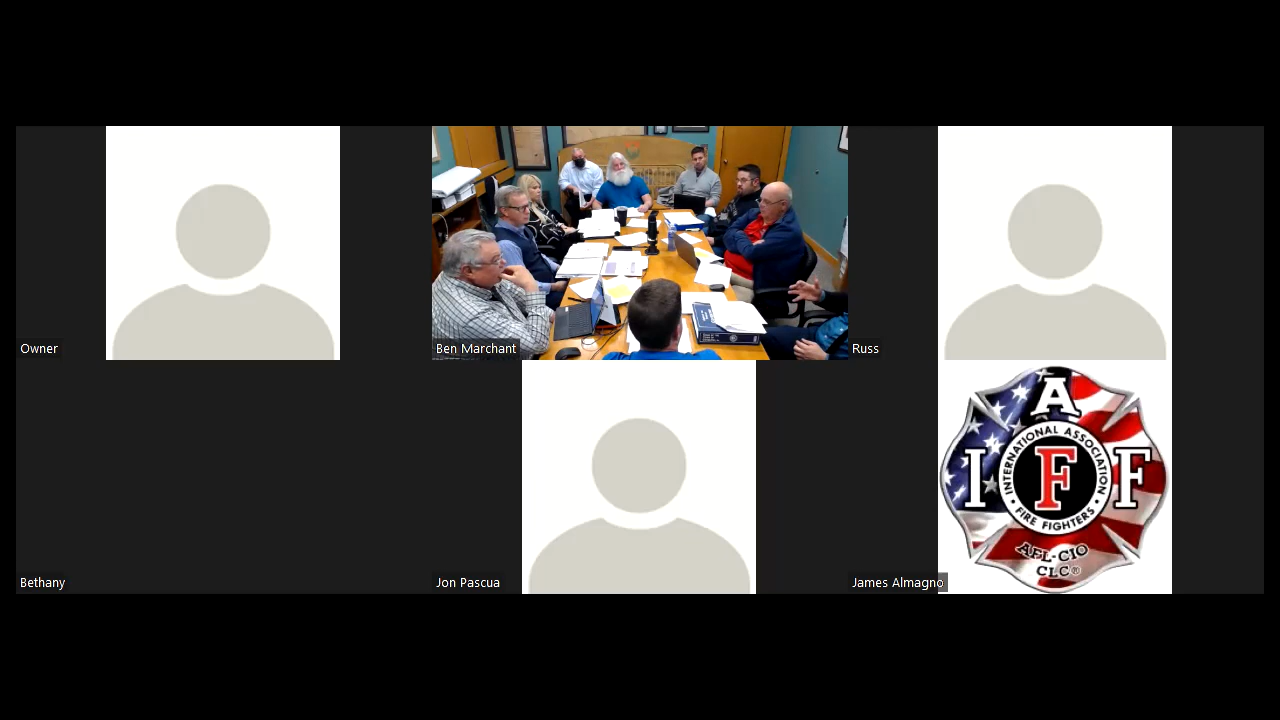 Owner
Ben Marchant
Russ
Bethany
Jon Pascua
James Almagno
A
I F F
INTERNATIONAL ASSOCIATION
FIRE FIGHTERS
AFL-CIO
CLC®